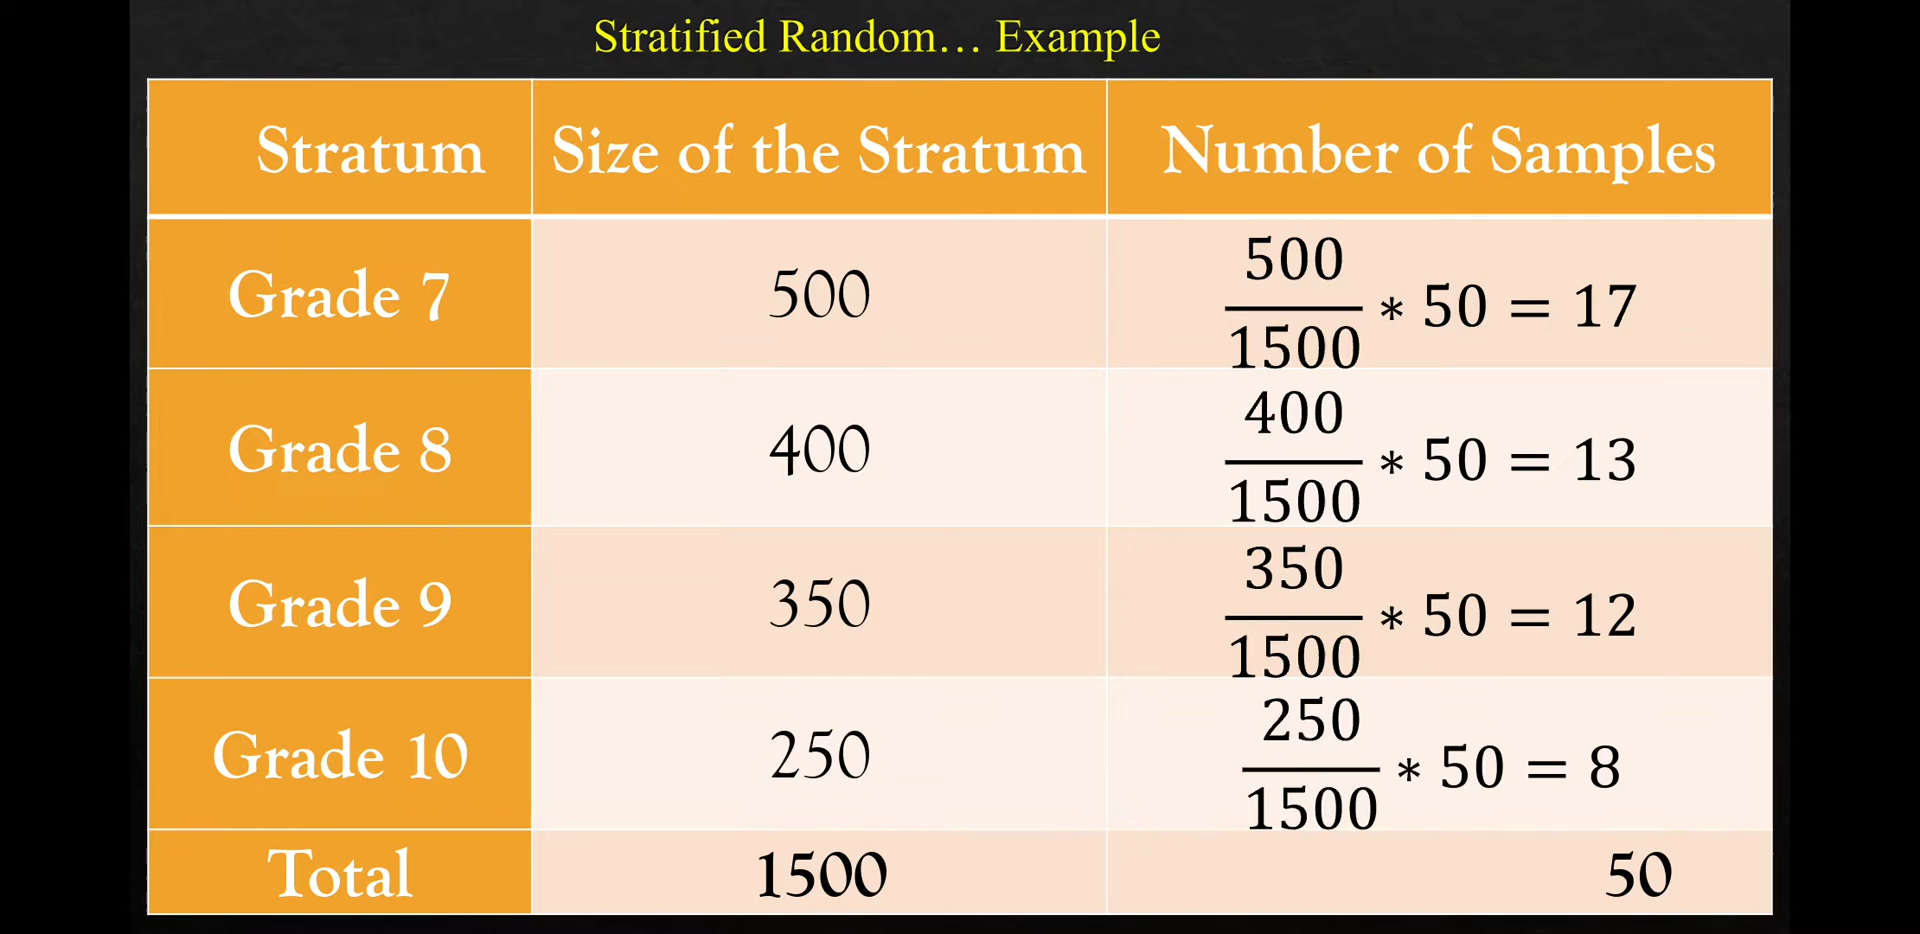 Stratified Random... Example
Stratum Size of the Stratum Number of Samples
Grade 7 500 500/1500 * 50 = 17
Grade 8 400 400/1500 * 50 = 13
Grade 9 350 350/1500 * 50 = 12
Grade 10 250 250/1500 * 50 = 8
Total 1500 50